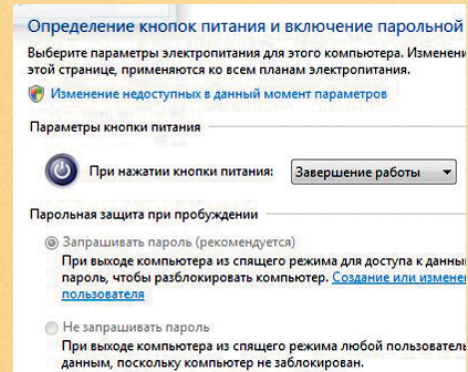 Определение кнопок питания и включение парольной
Выберите параметры электропитания для этого компьютера. Изменени
этой странице, применяются ко всем планам электропитания.
Изменение недоступных в данный момент параметров
Параметры кнопки питания
При нажатии кнопки питания: Завершение работы
Парольная защита при пробуждении
Запрашивать пароль (рекомендуется)
При выходе компьютера из спящего режима для доступа к данны
пароль, чтобы разблокировать компьютер. Создание или изменен
пользователя
Не запрашивать пароль
При выходе компьютера из спящего режима любой пользователь
данным, поскольку компьютер не заблокирован.